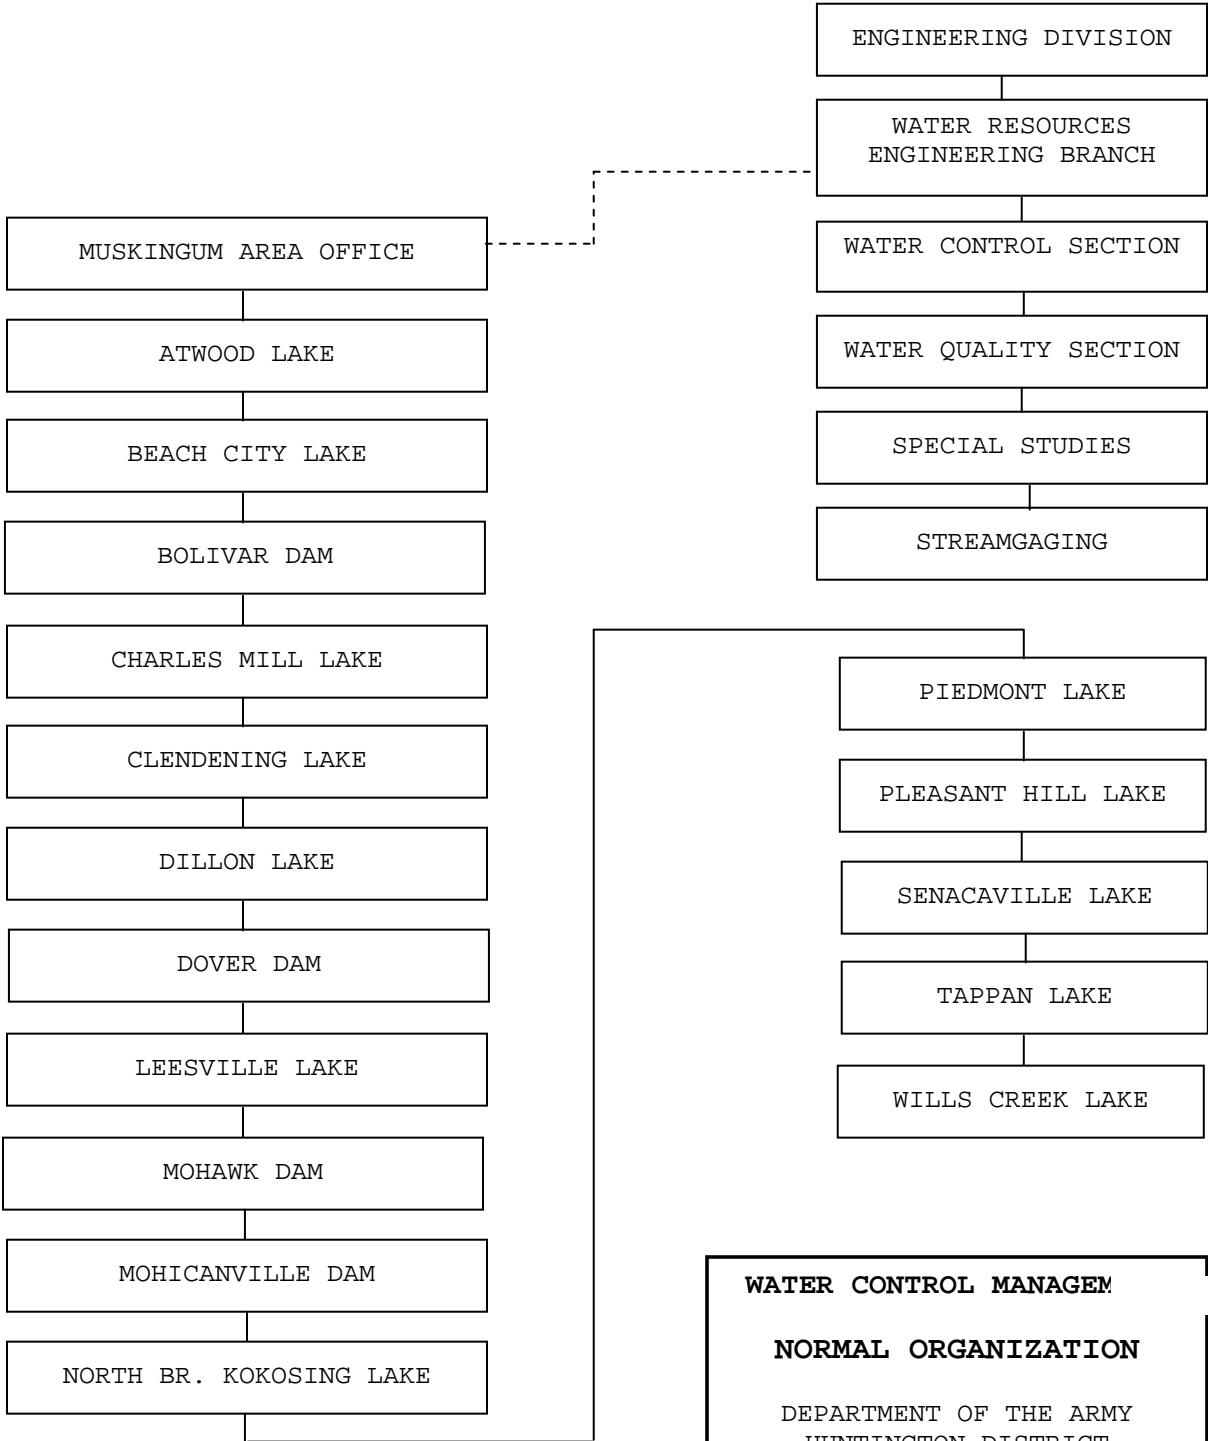 ENGINEERING DIVISION
WATER RESOURCES
ENGINEERING BRANCH
WATER CONTROL SECTION
WATER QUALITY SECTION
SPECIAL STUDIES
STREAMGAGING
MUSKINGUM AREA OFFICE
ATWOOD LAKE
BEACH CITY LAKE
BOLIVAR DAM
CHARLES MILL LAKE
CLENDENING LAKE
DILLON LAKE
DOVER DAM
LEESVILLE LAKE
MOHAWK DAM
MOHICANVILLE DAM
NORTH BR. KOKOSING LAKE
PIEDMONT LAKE
PLEASANT HILL LAKE
SENACAVILLE LAKE
TAPPAN LAKE
WILLS CREEK LAKE
WATER CONTROL MANAGEM
NORMAL ORGANIZATION
DEPARTMENT OF THE ARMY
HUNTINGTON DISTRICT